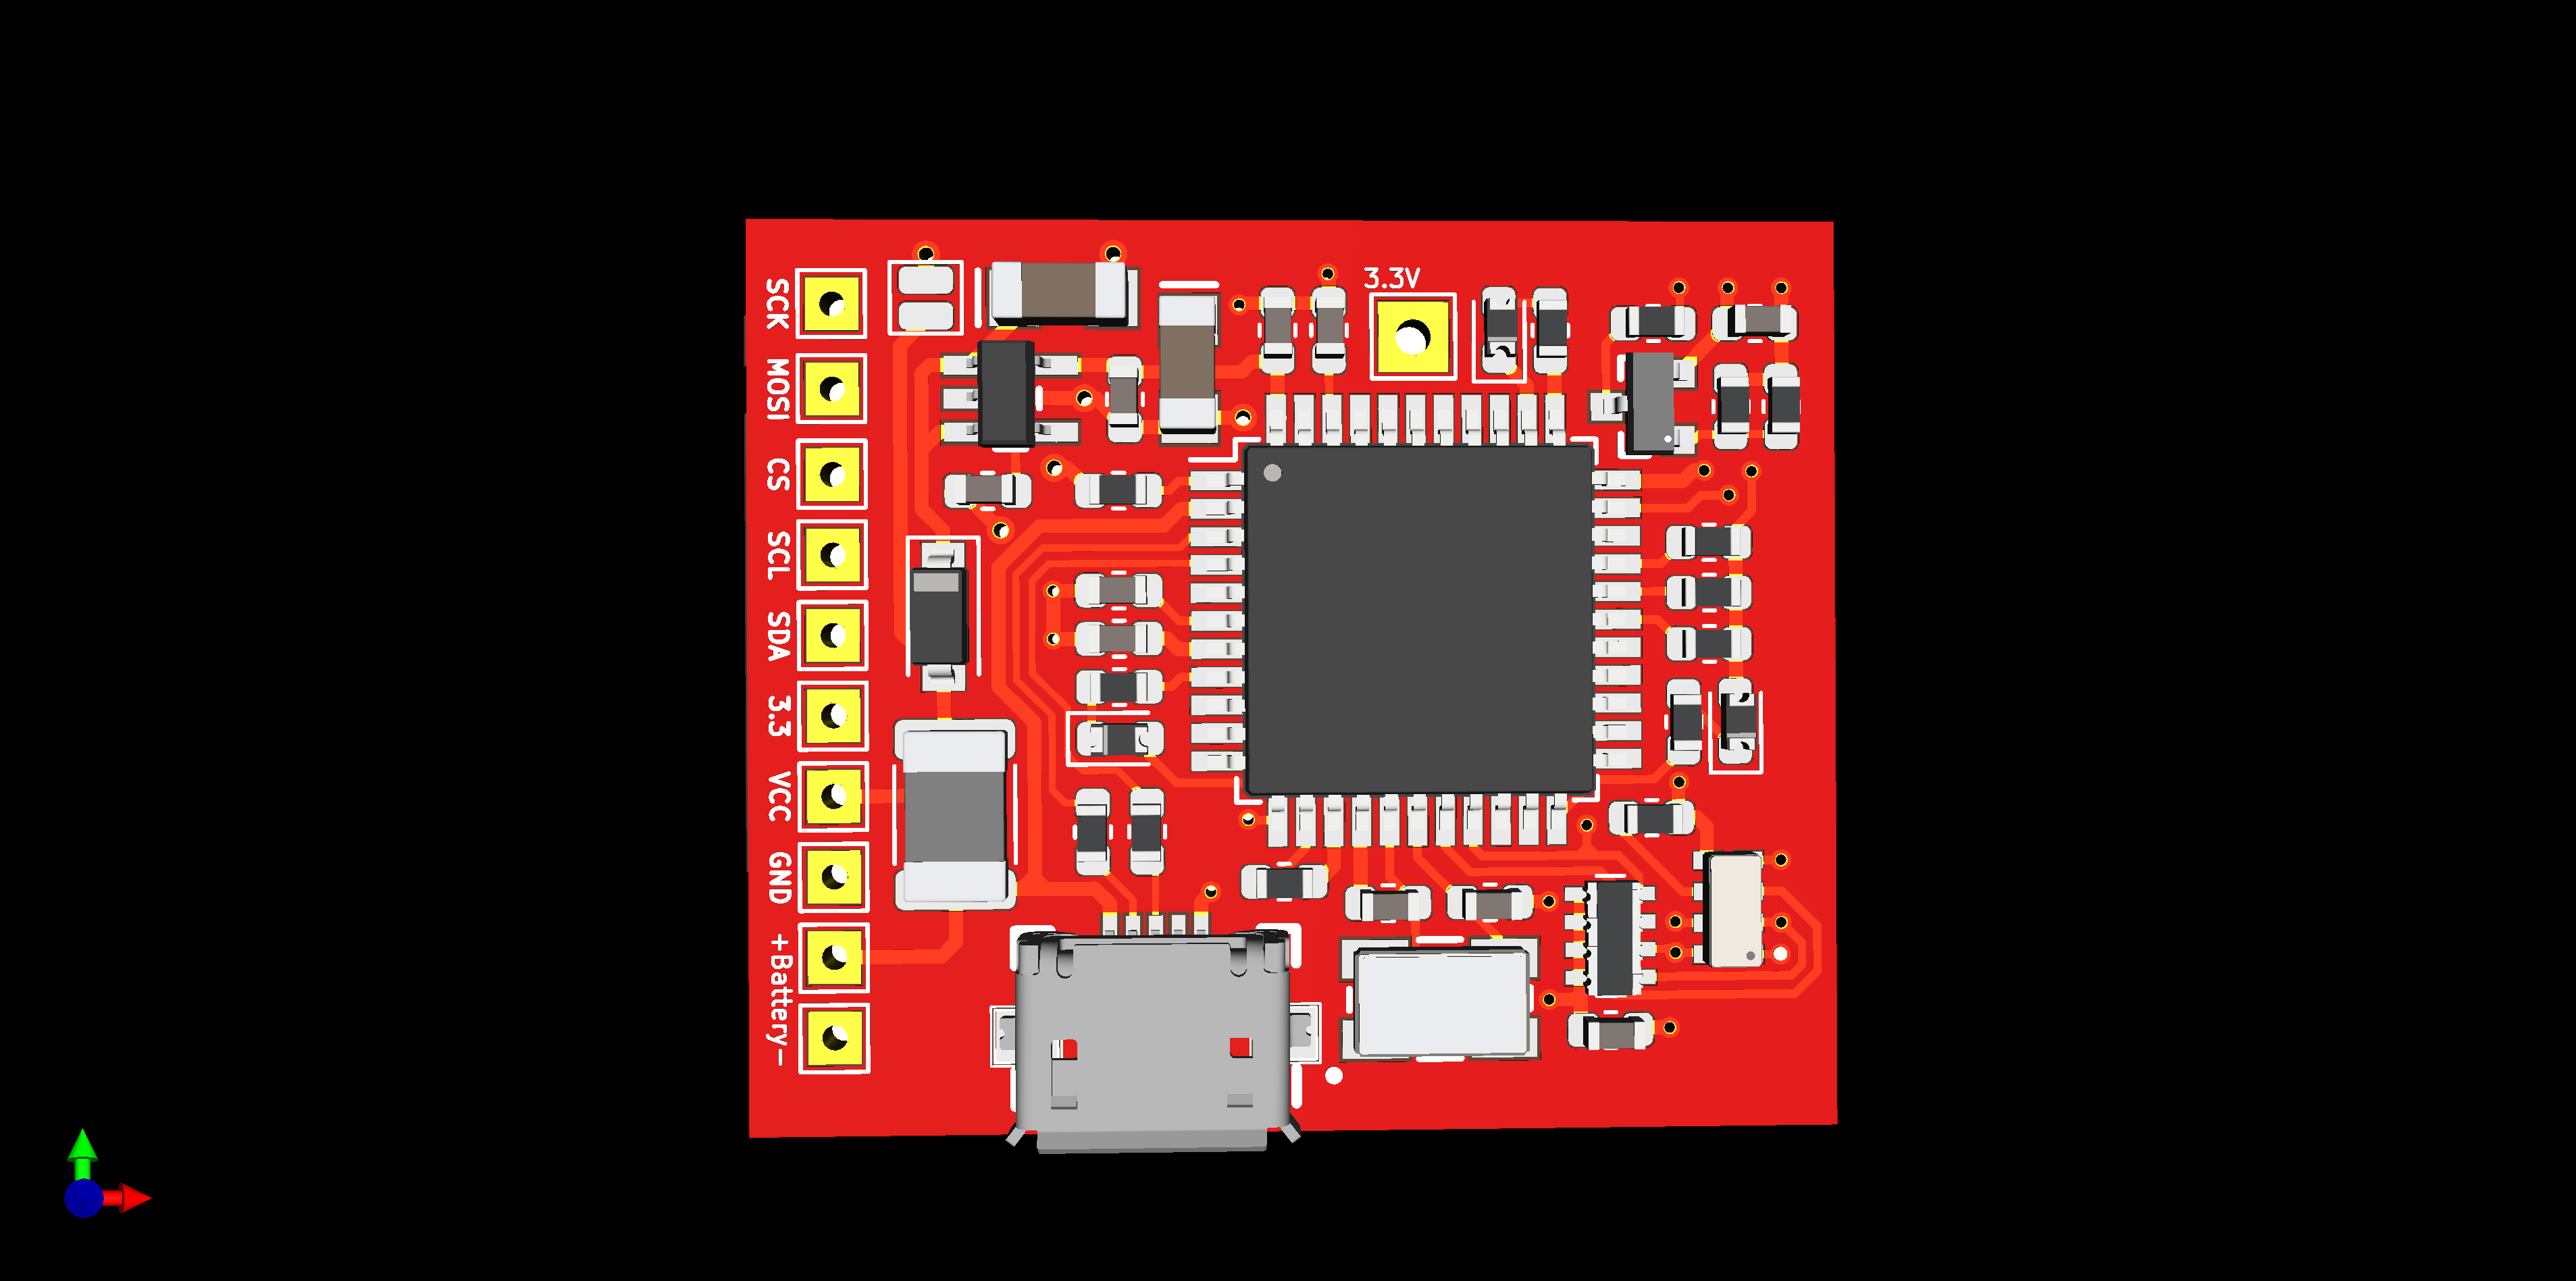 3.3V
SCK
MOSI
CS
SCL
SDA
3.3
VCC
GND
+Battery-